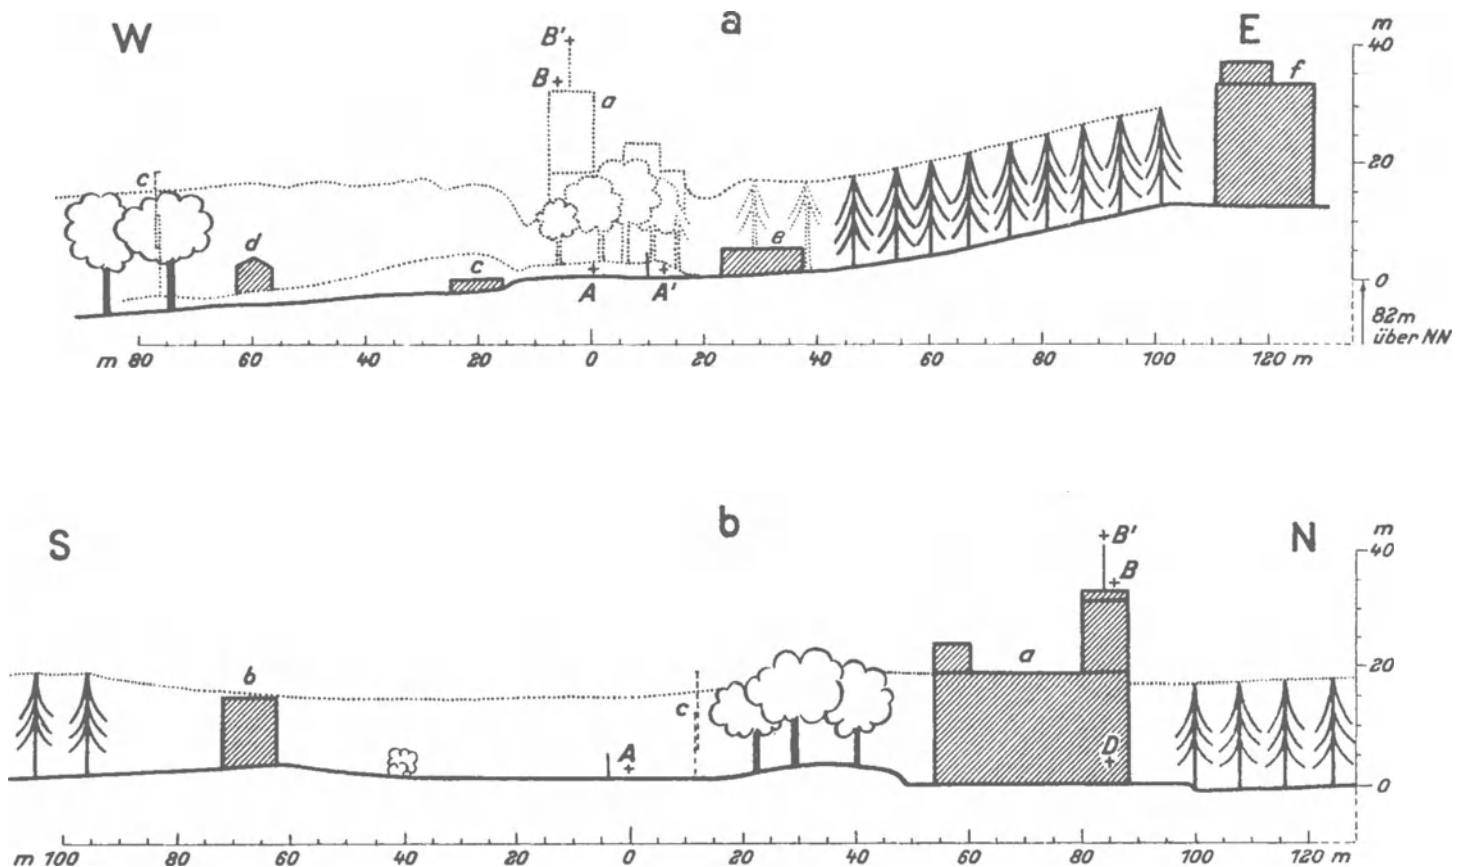 W a E
B' m
B 40
a f
c 20
d c e
A A' 0
82m
über NN
m 80 60 40 20 0 20 40 60 80 100 120 m
S b N
B' m
B 40
b a 20
c
A D 0
m 100 80 60 40 20 0 20 40 60 80 100 120 m